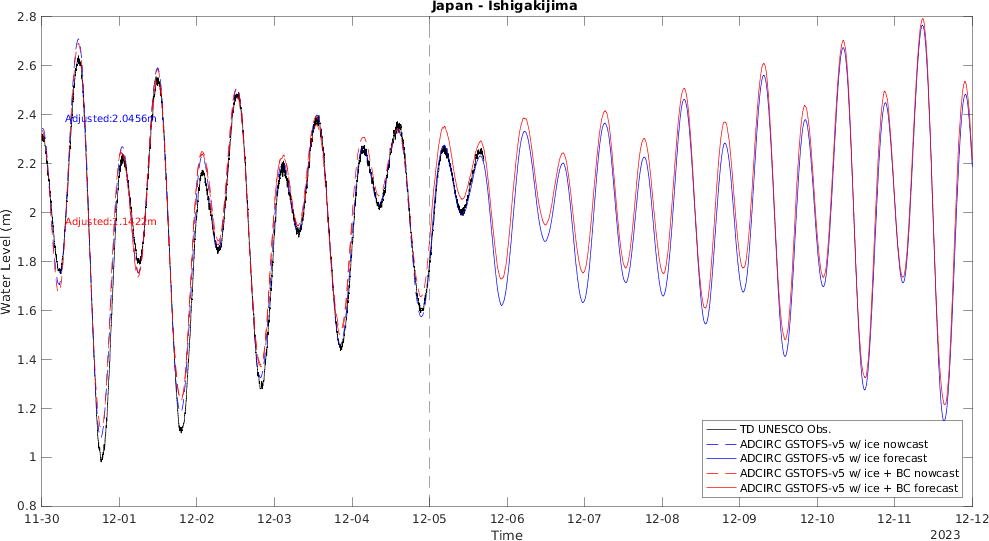 Japan - Ishigakijima
2.8
2.6
2.4
2.2
2
1.8
1.6
1.4
1.2
1
0.8
Water Level (m)
Adjusted:2.0456m
Adjusted:1.1422m
TD UNESCO Obs.
ADCIRC GSTOFS-v5 w/ ice nowcast
ADCIRC GSTOFS-v5 w/ ice forecast
ADCIRC GSTOFS-v5 w/ ice + BC nowcast
ADCIRC GSTOFS-v5 w/ ice + BC forecast
11-30 12-01 12-02 12-03 12-04 12-05 12-06 12-07 12-08 12-09 12-10 12-11 12-12
Time
2023